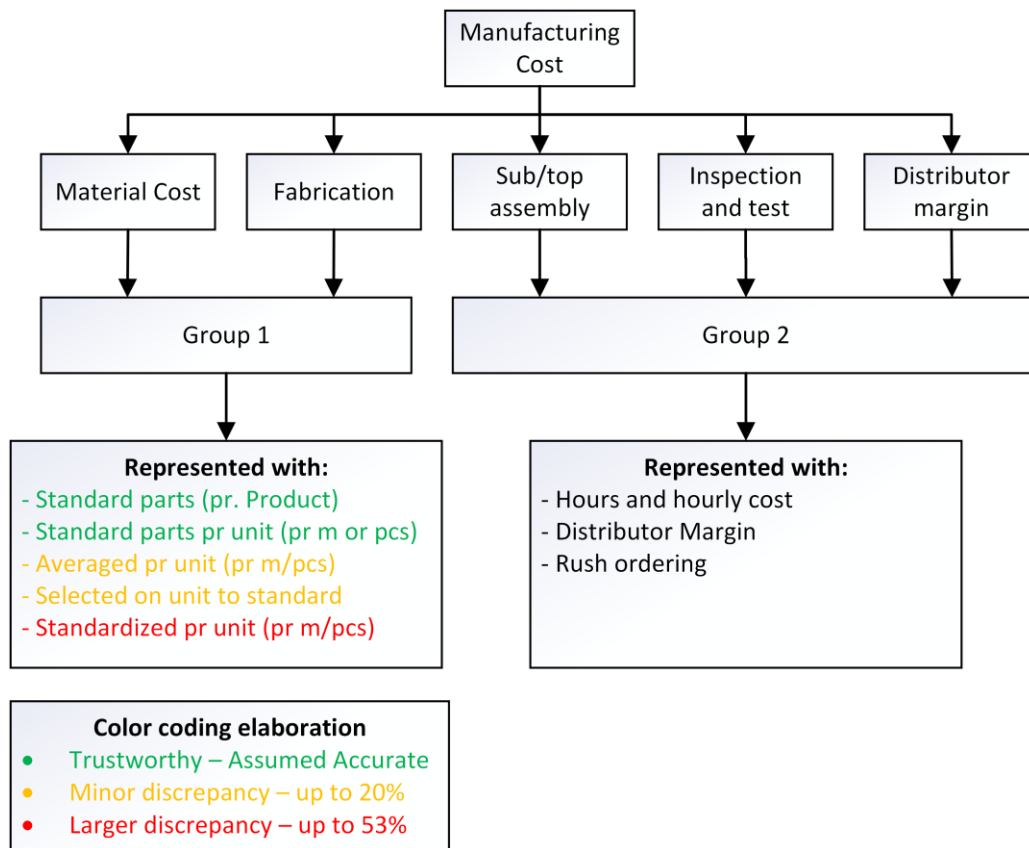 Manufacturing
Cost
Material Cost
Fabrication
Sub/top
assembly
Inspection
and test
Distributor
margin
Group 1
Group 2
Represented with:
- Standard parts (pr. Product)
- Standard parts pr unit (pr m or pcs)
- Averaged pr unit (pr m/pcs)
- Selected on unit to standard
- Standardized pr unit (pr m/pcs)
Represented with:
- Hours and hourly cost
- Distributor Margin
- Rush ordering
Color coding elaboration
• Trustworthy – Assumed Accurate
• Minor discrepancy – up to 20%
• Larger discrepancy – up to 53%